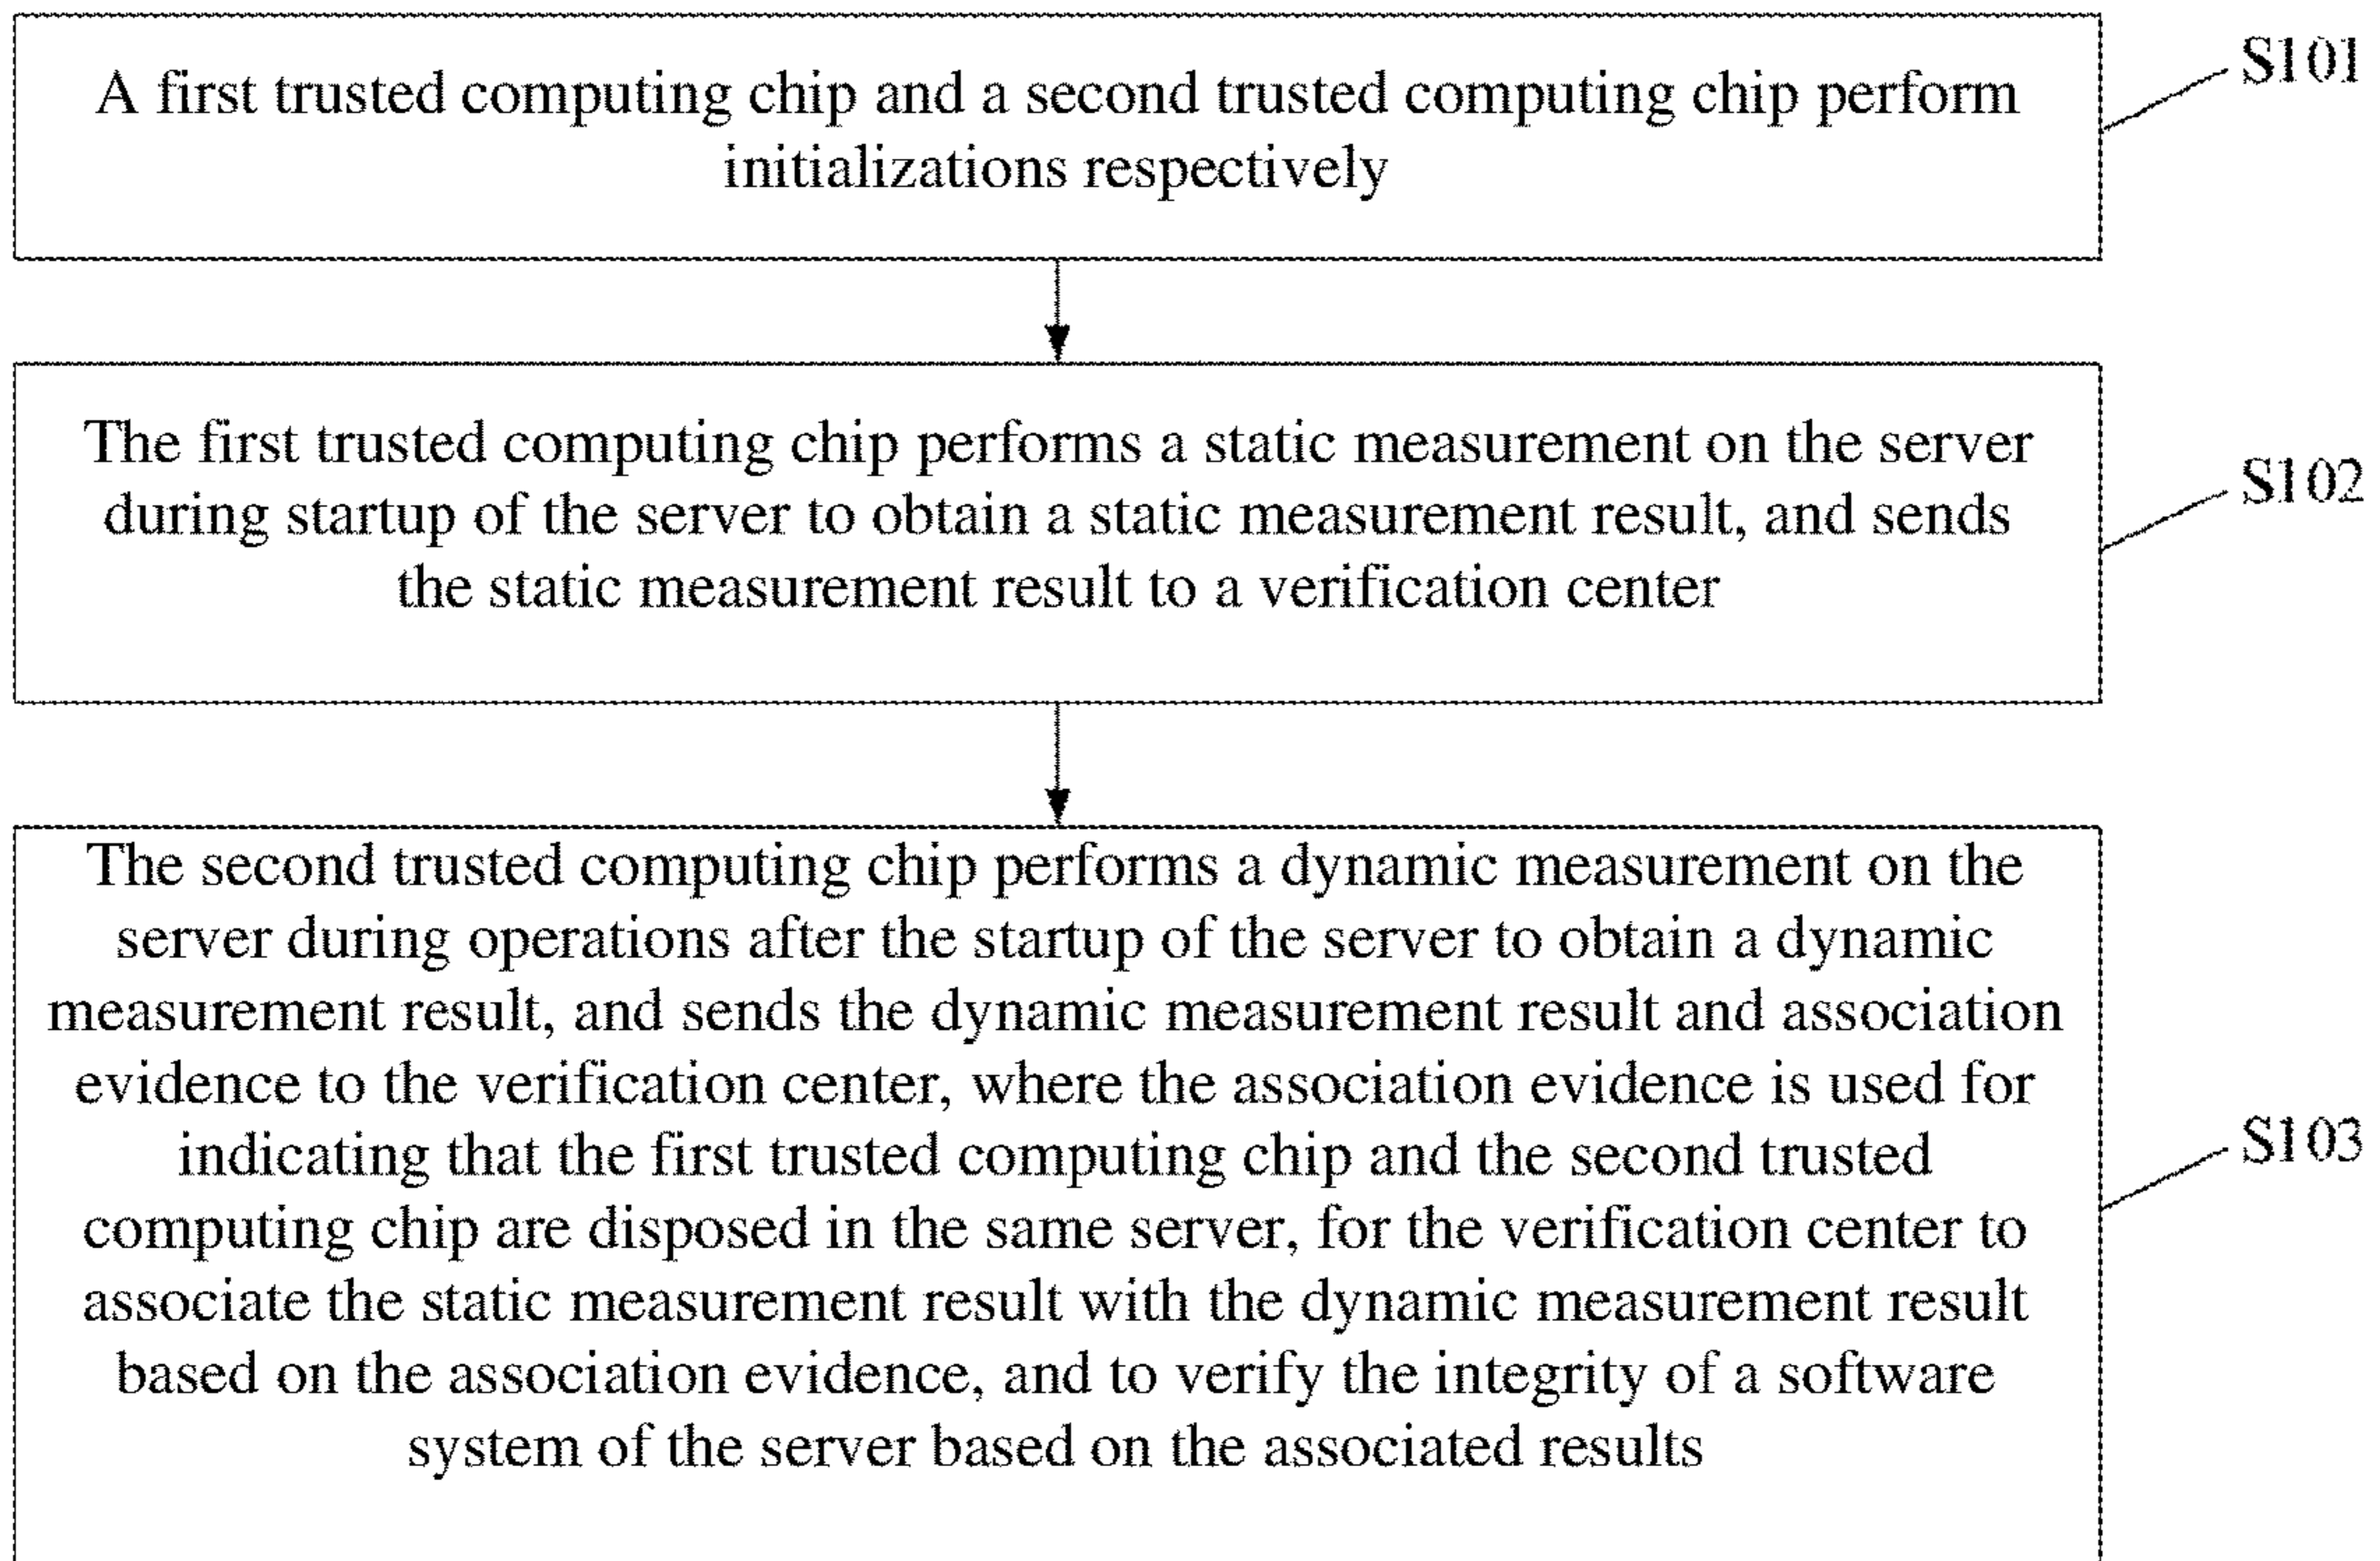 A first trusted computing chip and a second trusted computing chip perform
initializations respectively
S101
The first trusted computing chip performs a static measurement on the server
during startup of the server to obtain a static measurement result, and sends
the static measurement result to a verification center
S102
The second trusted computing chip performs a dynamic measurement on the
server during operations after the startup of the server to obtain a dynamic
measurement result, and sends the dynamic measurement result and association
evidence to the verification center, where the association evidence is used for
indicating that the first trusted computing chip and the second trusted
computing chip are disposed in the same server, for the verification center to
associate the static measurement result with the dynamic measurement result
based on the association evidence, and to verify the integrity of a software
system of the server based on the associated results
S103